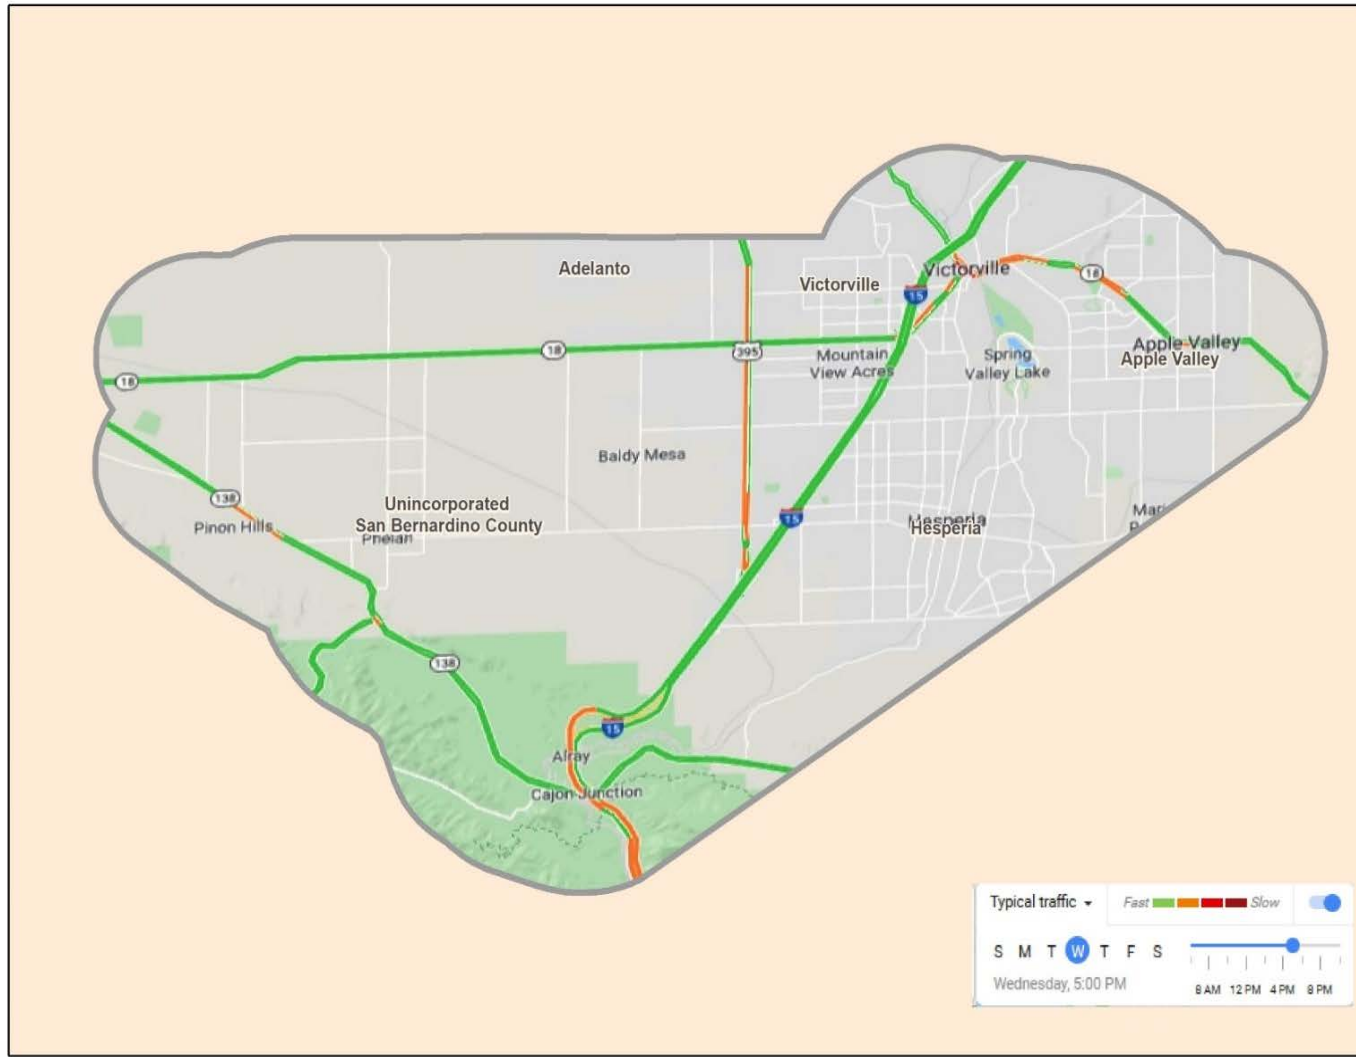 Adelanto
Victorville
Victorville
15
18
Apple Valley
Apple Valley
18
395
Mountain
View Acres
Spring
Valley Lake
18
Baldy Mesa
138
Pinon Hills
Unincorporated
San Bernardino County
Phelan
15
Hesperia
Hesperia
138
15
Alray
Cajon Junction
Typical traffic
Fast
Slow
S M T W T F S
Wednesday, 5:00 PM
8 AM 12 PM 4 PM 8 PM